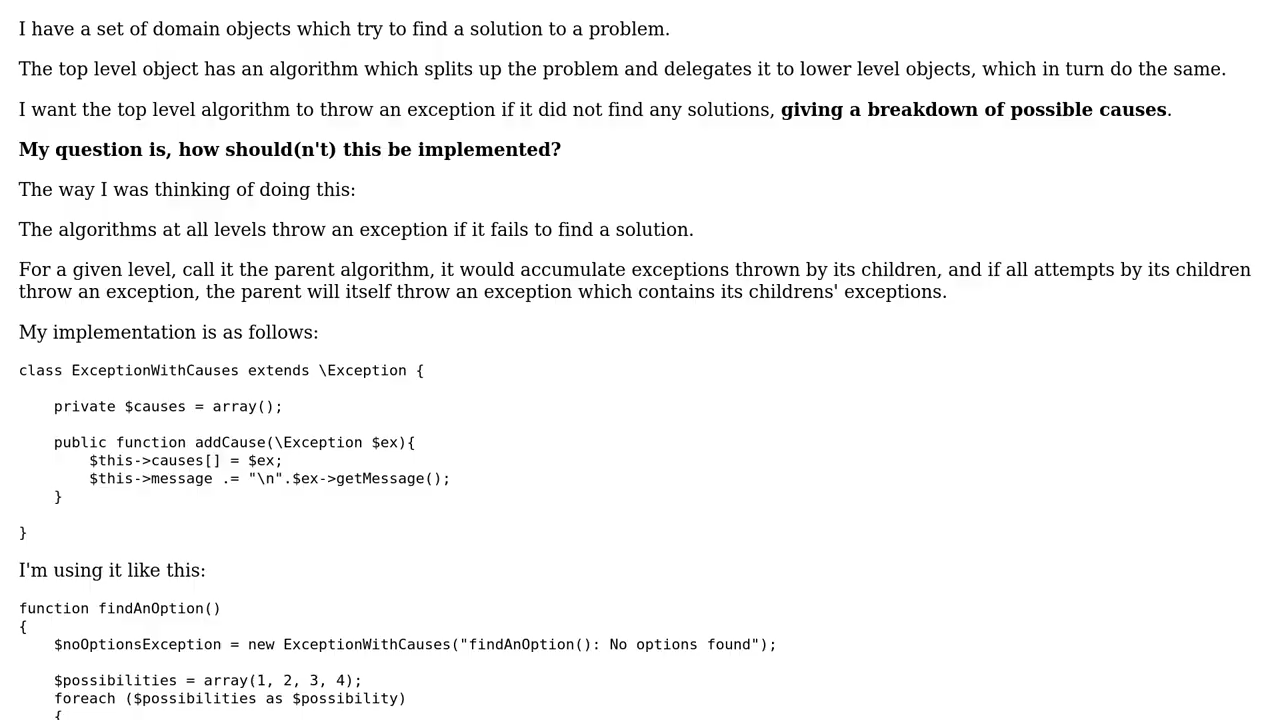 I have a set of domain objects which try to find a solution to a problem.
The top level object has an algorithm which splits up the problem and delegates it to lower level objects, which in turn do the same.
I want the top level algorithm to throw an exception if it did not find any solutions, giving a breakdown of possible causes.
My question is, how should(n't) this be implemented?
The way I was thinking of doing this:
The algorithms at all levels throw an exception if it fails to find a solution.
For a given level, call it the parent algorithm, it would accumulate exceptions thrown by its children, and if all attempts by its children
throw an exception, the parent will itself throw an exception which contains its childrens' exceptions.
My implementation is as follows:
class ExceptionWithCauses extends \Exception {
    private $causes = array();
    public function addCause(\Exception $ex){
        $this->causes[] = $ex;
        $this->message .= "\n".$ex->getMessage();
    }
}
I'm using it like this:
function findAnOption()
{
    $noOptionsException = new ExceptionWithCauses("findAnOption(): No options found");
    $possibilities = array(1, 2, 3, 4);
    foreach ($possibilities as $possibility)
    {